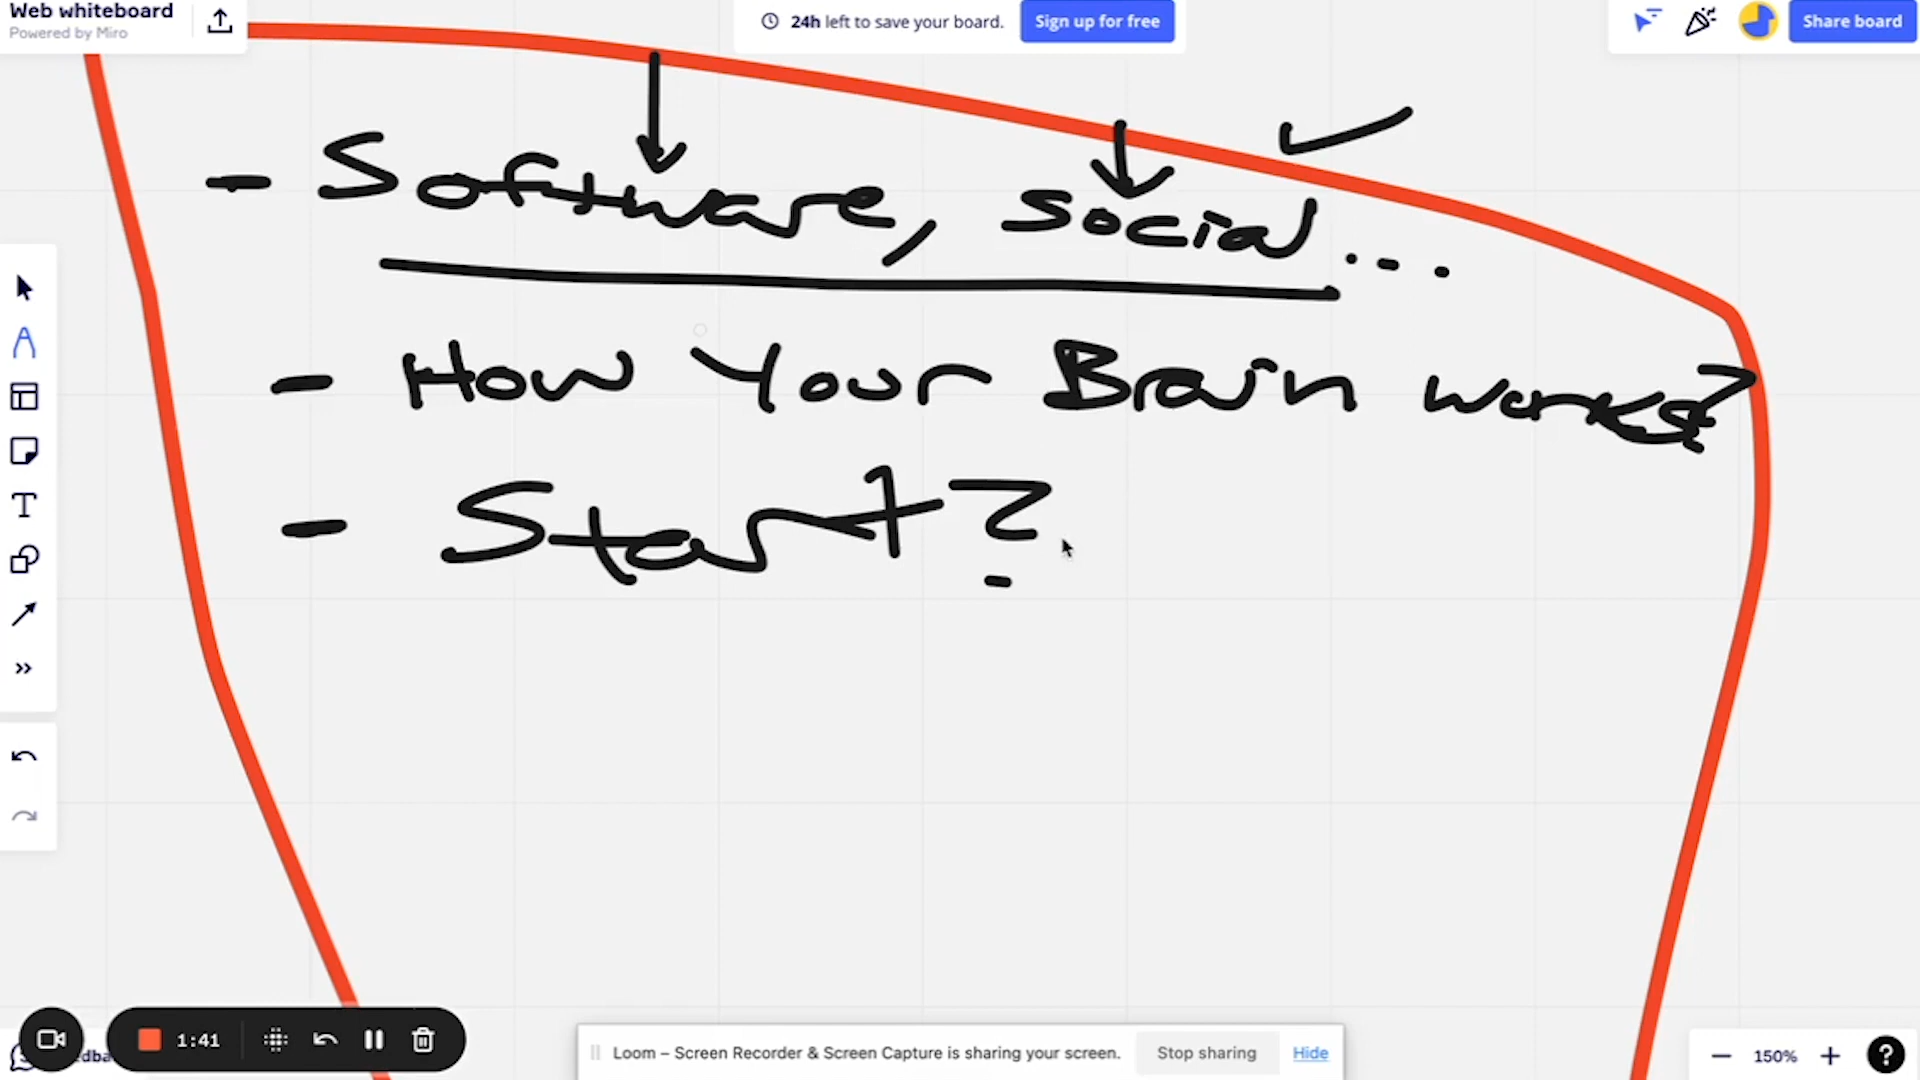 Web whiteboard
Powered by Miro
24h left to save your board.
Sign up for free
Share board
- Software, Social...
- How Your Brain works?
- Start?
1:41
Loom – Screen Recorder & Screen Capture is sharing your screen.
Stop sharing
Hide
150%